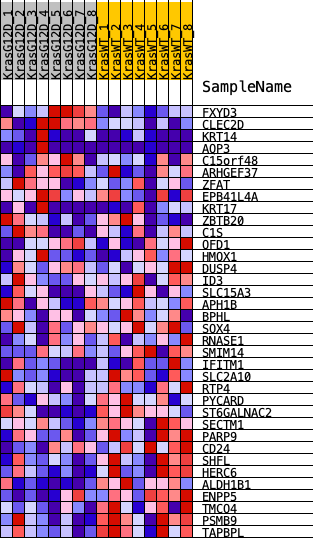 KrasG12D_1
KrasG12D_2
KrasG12D_3
KrasG12D_4
KrasG12D_5
KrasG12D_6
KrasG12D_7
KrasG12D_8
KrasWT_1
KrasWT_2
KrasWT_3
KrasWT_4
KrasWT_5
KrasWT_6
KrasWT_7
KrasWT_8
SampleName
FXYD3
CLEC2D
KRT14
AQP3
C15orf48
ARHGEF37
ZFAT
EPB41L4A
KRT17
ZBTB20
C1S
OFD1
HMOX1
DUSP4
ID3
SLC15A3
APH1B
BPHL
SOX4
RNASE1
SMIM14
IFITM1
SLC2A10
RTP4
PYCARD
ST6GALNAC2
SECTM1
PARP9
CD24
SHFL
HERC6
ALDH1B1
ENPP5
TMCO4
PSMB9
TAPBPL